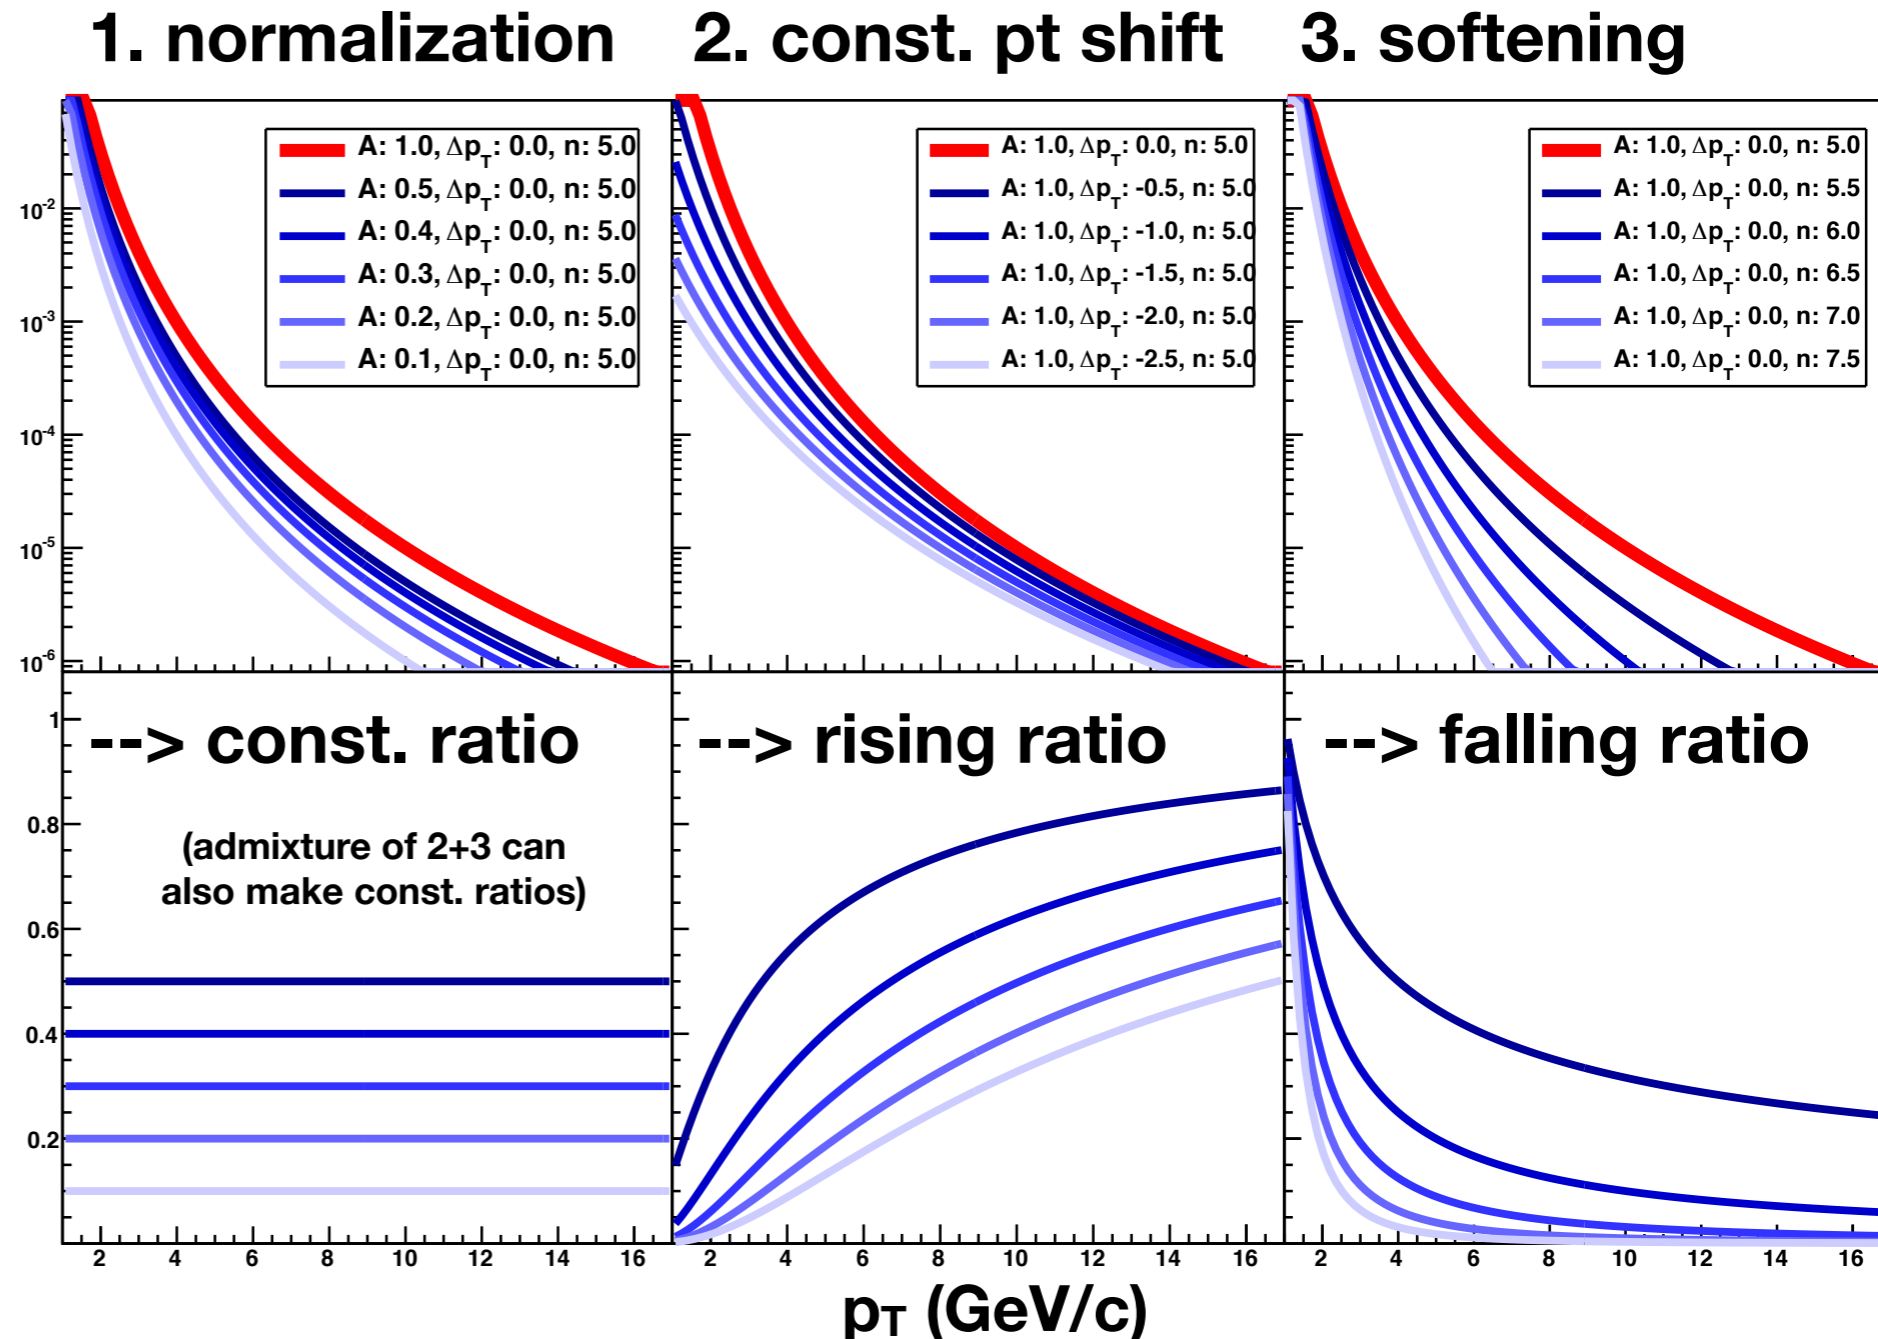 1. normalization
2. const. pt shift
3. softening
A: 1.0, Δp_T: 0.0, n: 5.0
A: 0.5, Δp_T: 0.0, n: 5.0
A: 0.4, Δp_T: 0.0, n: 5.0
A: 0.3, Δp_T: 0.0, n: 5.0
A: 0.2, Δp_T: 0.0, n: 5.0
A: 0.1, Δp_T: 0.0, n: 5.0
A: 1.0, Δp_T: 0.0, n: 5.0
A: 1.0, Δp_T: -0.5, n: 5.0
A: 1.0, Δp_T: -1.0, n: 5.0
A: 1.0, Δp_T: -1.5, n: 5.0
A: 1.0, Δp_T: -2.0, n: 5.0
A: 1.0, Δp_T: -2.5, n: 5.0
A: 1.0, Δp_T: 0.0, n: 5.0
A: 1.0, Δp_T: 0.0, n: 5.5
A: 1.0, Δp_T: 0.0, n: 6.0
A: 1.0, Δp_T: 0.0, n: 6.5
A: 1.0, Δp_T: 0.0, n: 7.0
A: 1.0, Δp_T: 0.0, n: 7.5
10^-2
10^-3
10^-4
10^-5
10^-6
--> const. ratio
(admixture of 2+3 can
also make const. ratios)
--> rising ratio
--> falling ratio
1
0.8
0.6
0.4
0.2
2 4 6 8 10 12 14 16
2 4 6 8 10 12 14 16
2 4 6 8 10 12 14 16
p_T (GeV/c)